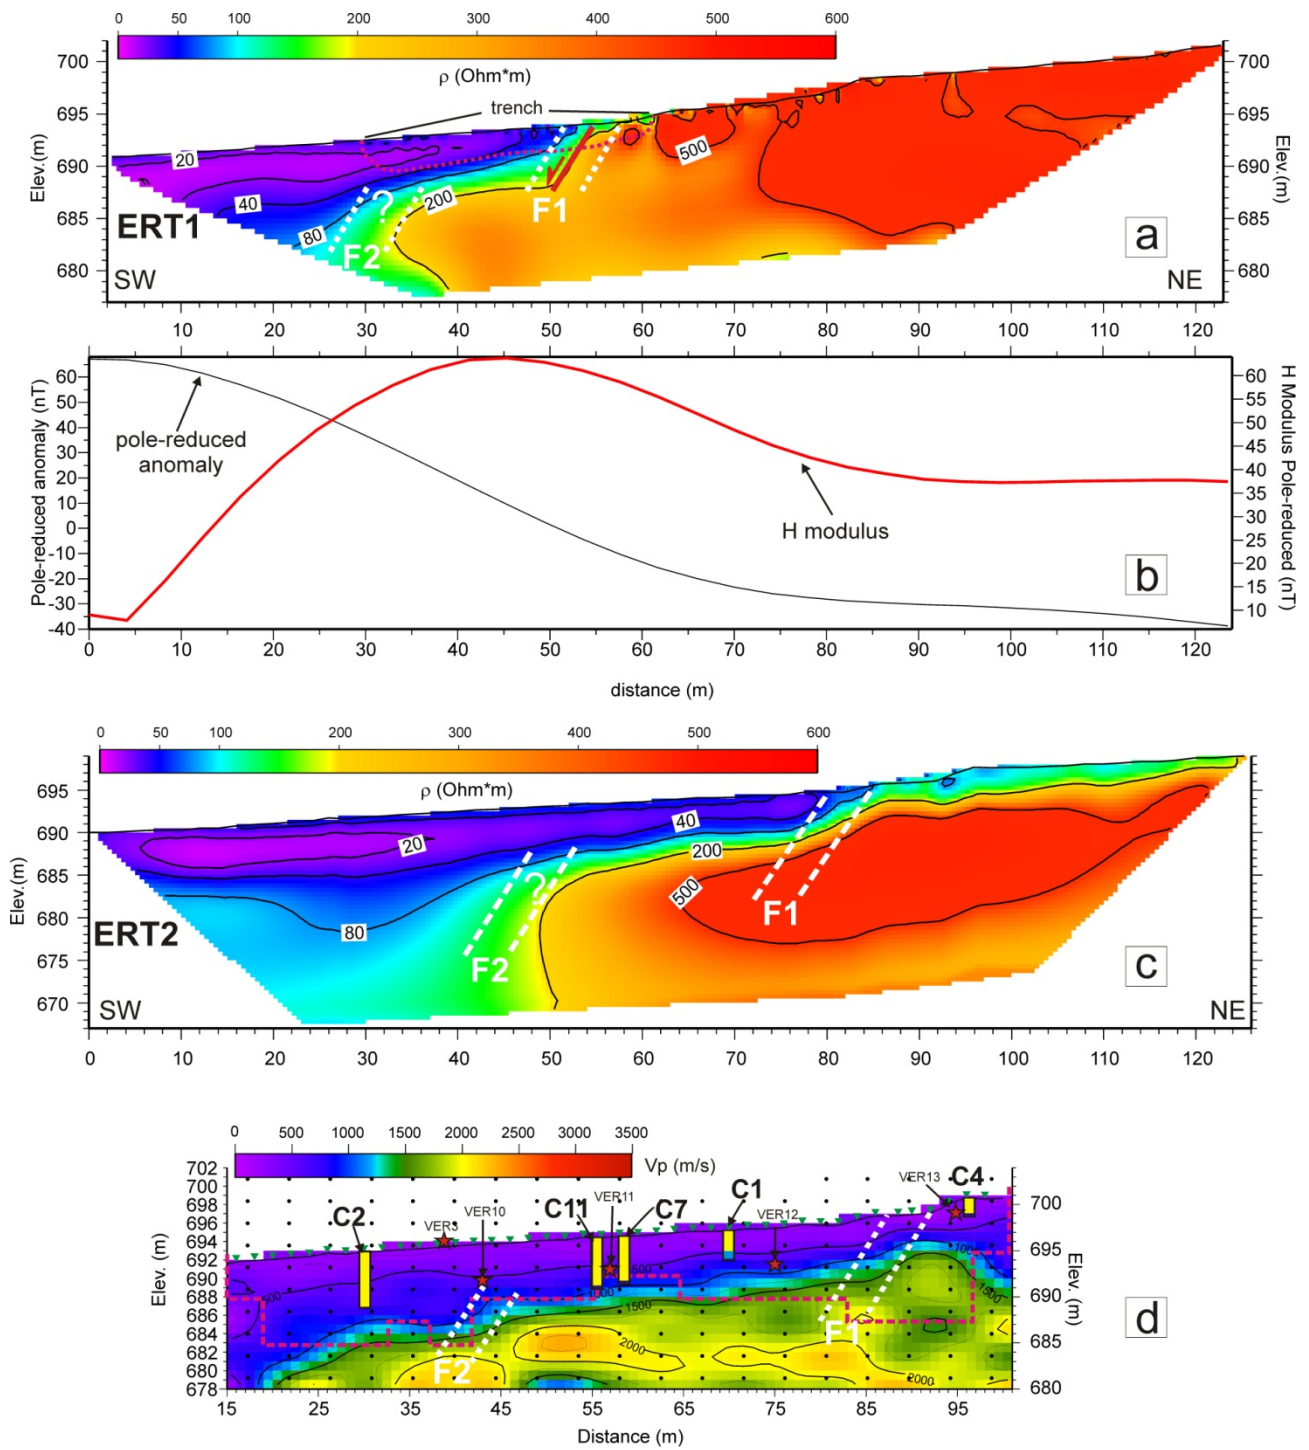 0 50 100 200 300 400 600
ρ (Ohm*m)
trench
700
695
690
685
680
Elev.(m)
700
695
690
685
680
Elev.(m)
20
40
80
200
500
?
F1
F2
ERT1
SW
NE
a
10 20 30 40 50 60 70 80 90 100 110 120
60
50
40
30
20
10
0
-10
-20
-30
-40
Pole-reduced anomaly (nT)
60
55
50
45
40
35
30
25
20
15
10
H Modulus Pole-reduced (nT)
pole-reduced
anomaly
H modulus
b
0 10 20 30 40 50 60 70 80 90 100 110 120
distance (m)
0 50 100 200 300 400 500 600
ρ (Ohm*m)
695
690
685
680
675
670
Elev.(m)
20
40
80
200
500
?
F1
F2
ERT2
SW
NE
c
0 10 20 30 40 50 60 70 80 90 100 110 120
0 500 1000 1500 2000 2500 3000 3500
Vp (m/s)
702
700
698
696
694
692
690
688
686
684
682
680
678
Elev. (m)
700
695
690
685
680
Elev. (m)
C2
VER3
VER10
C11
VER11
C7
C1
VER12
VER13
C4
500
500
1000
1500
2000
1000
1500
2000
F2
F1
d
15 25 35 45 55 65 75 85 95
Distance (m)